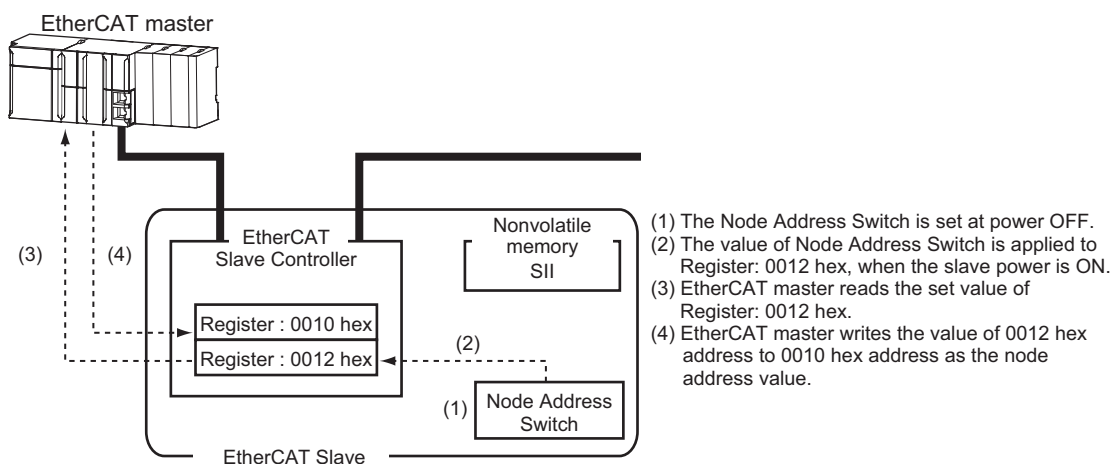 EtherCAT master
(3)
(4)
EtherCAT
Slave Controller
Nonvolatile
memory
SII
Register : 0010 hex
Register : 0012 hex
(2)
(1)
Node Address
Switch
EtherCAT Slave
(1) The Node Address Switch is set at power OFF.
(2) The value of Node Address Switch is applied to
Register: 0012 hex, when the slave power is ON.
(3) EtherCAT master reads the set value of
Register: 0012 hex.
(4) EtherCAT master writes the value of 0012 hex
address to 0010 hex address as the node
address value.